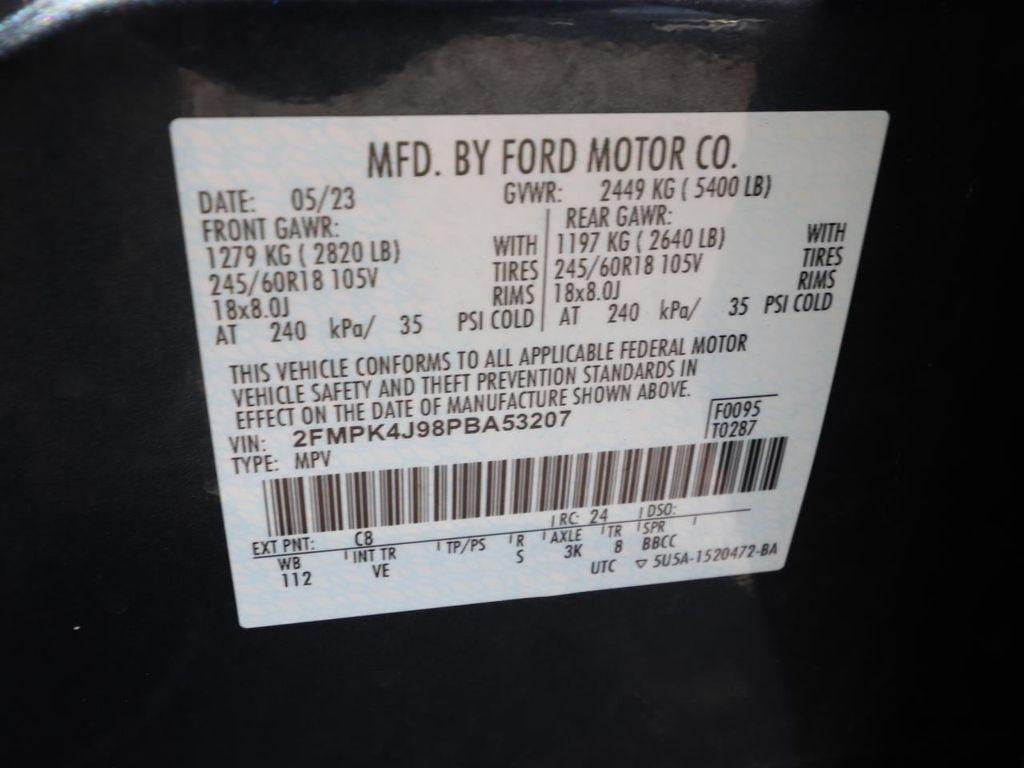 MFD. BY FORD MOTOR CO.
DATE: 05/23 GVWR: 2449 KG ( 5400 LB)
FRONT GAWR: REAR GAWR:
1279 KG ( 2820 LB) WITH 1197 KG ( 2640 LB) WITH
245/60R18 105V TIRES 245/60R18 105V TIRES
18x8.0J RIMS 18x8.0J RIMS
AT 240 kPa/ 35 PSI COLD AT 240 kPa/ 35 PSI COLD
THIS VEHICLE CONFORMS TO ALL APPLICABLE FEDERAL MOTOR
VEHICLE SAFETY AND THEFT PREVENTION STANDARDS IN
EFFECT ON THE DATE OF MANUFACTURE SHOWN ABOVE.
VIN: 2FMPK4J98PBA53207 F0095
TYPE: MPV T0287
EXT PNT: C8 RC: 24 DSO:
WB INT TR TP/PS R AXLE TR SPR
112 VE S 3K 8 BBCC
UTC ▽ 5U5A-1520472-BA